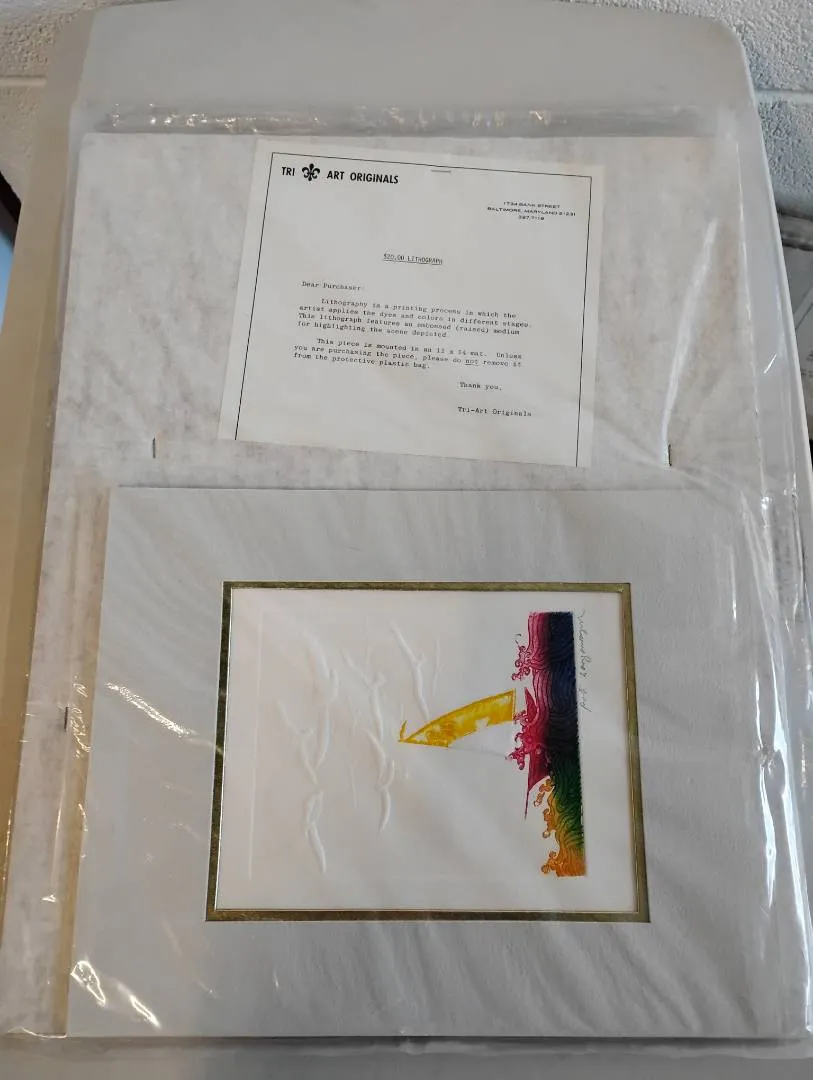 TRI ART ORIGINALS
1734 BANK STREET
BALTIMORE, MARYLAND 21231
327-7119
$20.00 LITHOGRAPH
Dear Purchaser:
Lithography is a printing process in which the
artist applies the dyes and colors in different stages.
This lithograph features an embossed (raised) medium
for highlighting the scene depicted.
This piece is mounted in an 11 x 14 mat. Unless
you are purchasing the piece, please do not remove it
from the protective plastic bag.
Thank you,
Tri-Art Originals